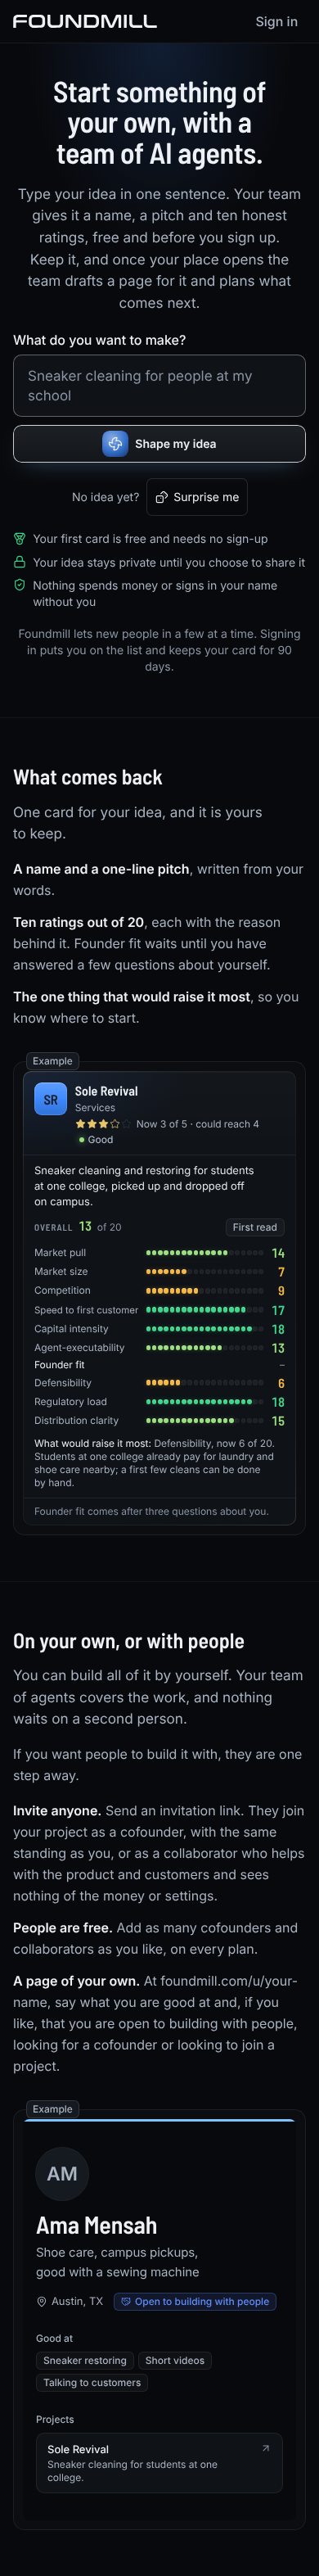 FOUNDMILL
Sign in
Start something of
your own, with a
team of AI agents.
Type your idea in one sentence. Your team
gives it a name, a pitch and ten honest
ratings, free and before you sign up.
Keep it, and once your place opens the
team drafts a page for it and plans what
comes next.
What do you want to make?
Sneaker cleaning for people at my
school
Shape my idea
No idea yet?
Surprise me
Your first card is free and needs no sign-up
Your idea stays private until you choose to share it
Nothing spends money or signs in your name
without you
Foundmill lets new people in a few at a time. Signing
in puts you on the list and keeps your card for 90
days.
What comes back
One card for your idea, and it is yours
to keep.
A name and a one-line pitch, written from your
words.
Ten ratings out of 20, each with the reason
behind it. Founder fit waits until you have
answered a few questions about yourself.
The one thing that would raise it most, so you
know where to start.
Example
SR
Sole Revival
Services
Now 3 of 5 · could reach 4
Good
Sneaker cleaning and restoring for students
at one college, picked up and dropped off
on campus.
OVERALL 13 of 20
First read
Market pull 14
Market size 7
Competition 9
Speed to first customer 17
Capital intensity 18
Agent-executability 13
Founder fit –
Defensibility 6
Regulatory load 18
Distribution clarity 15
What would raise it most: Defensibility, now 6 of 20.
Students at one college already pay for laundry and
shoe care nearby; a first few cleans can be done
by hand.
Founder fit comes after three questions about you.
On your own, or with people
You can build all of it by yourself. Your team
of agents covers the work, and nothing
waits on a second person.
If you want people to build it with, they are one
step away.
Invite anyone. Send an invitation link. They join
your project as a cofounder, with the same
standing as you, or as a collaborator who helps
with the product and customers and sees
nothing of the money or settings.
People are free. Add as many cofounders and
collaborators as you like, on every plan.
A page of your own. At foundmill.com/u/your-
name, say what you are good at and, if you
like, that you are open to building with people,
looking for a cofounder or looking to join a
project.
Example
AM
Ama Mensah
Shoe care, campus pickups,
good with a sewing machine
Austin, TX
Open to building with people
Good at
Sneaker restoring
Short videos
Talking to customers
Projects
Sole Revival
Sneaker cleaning for students at one
college.